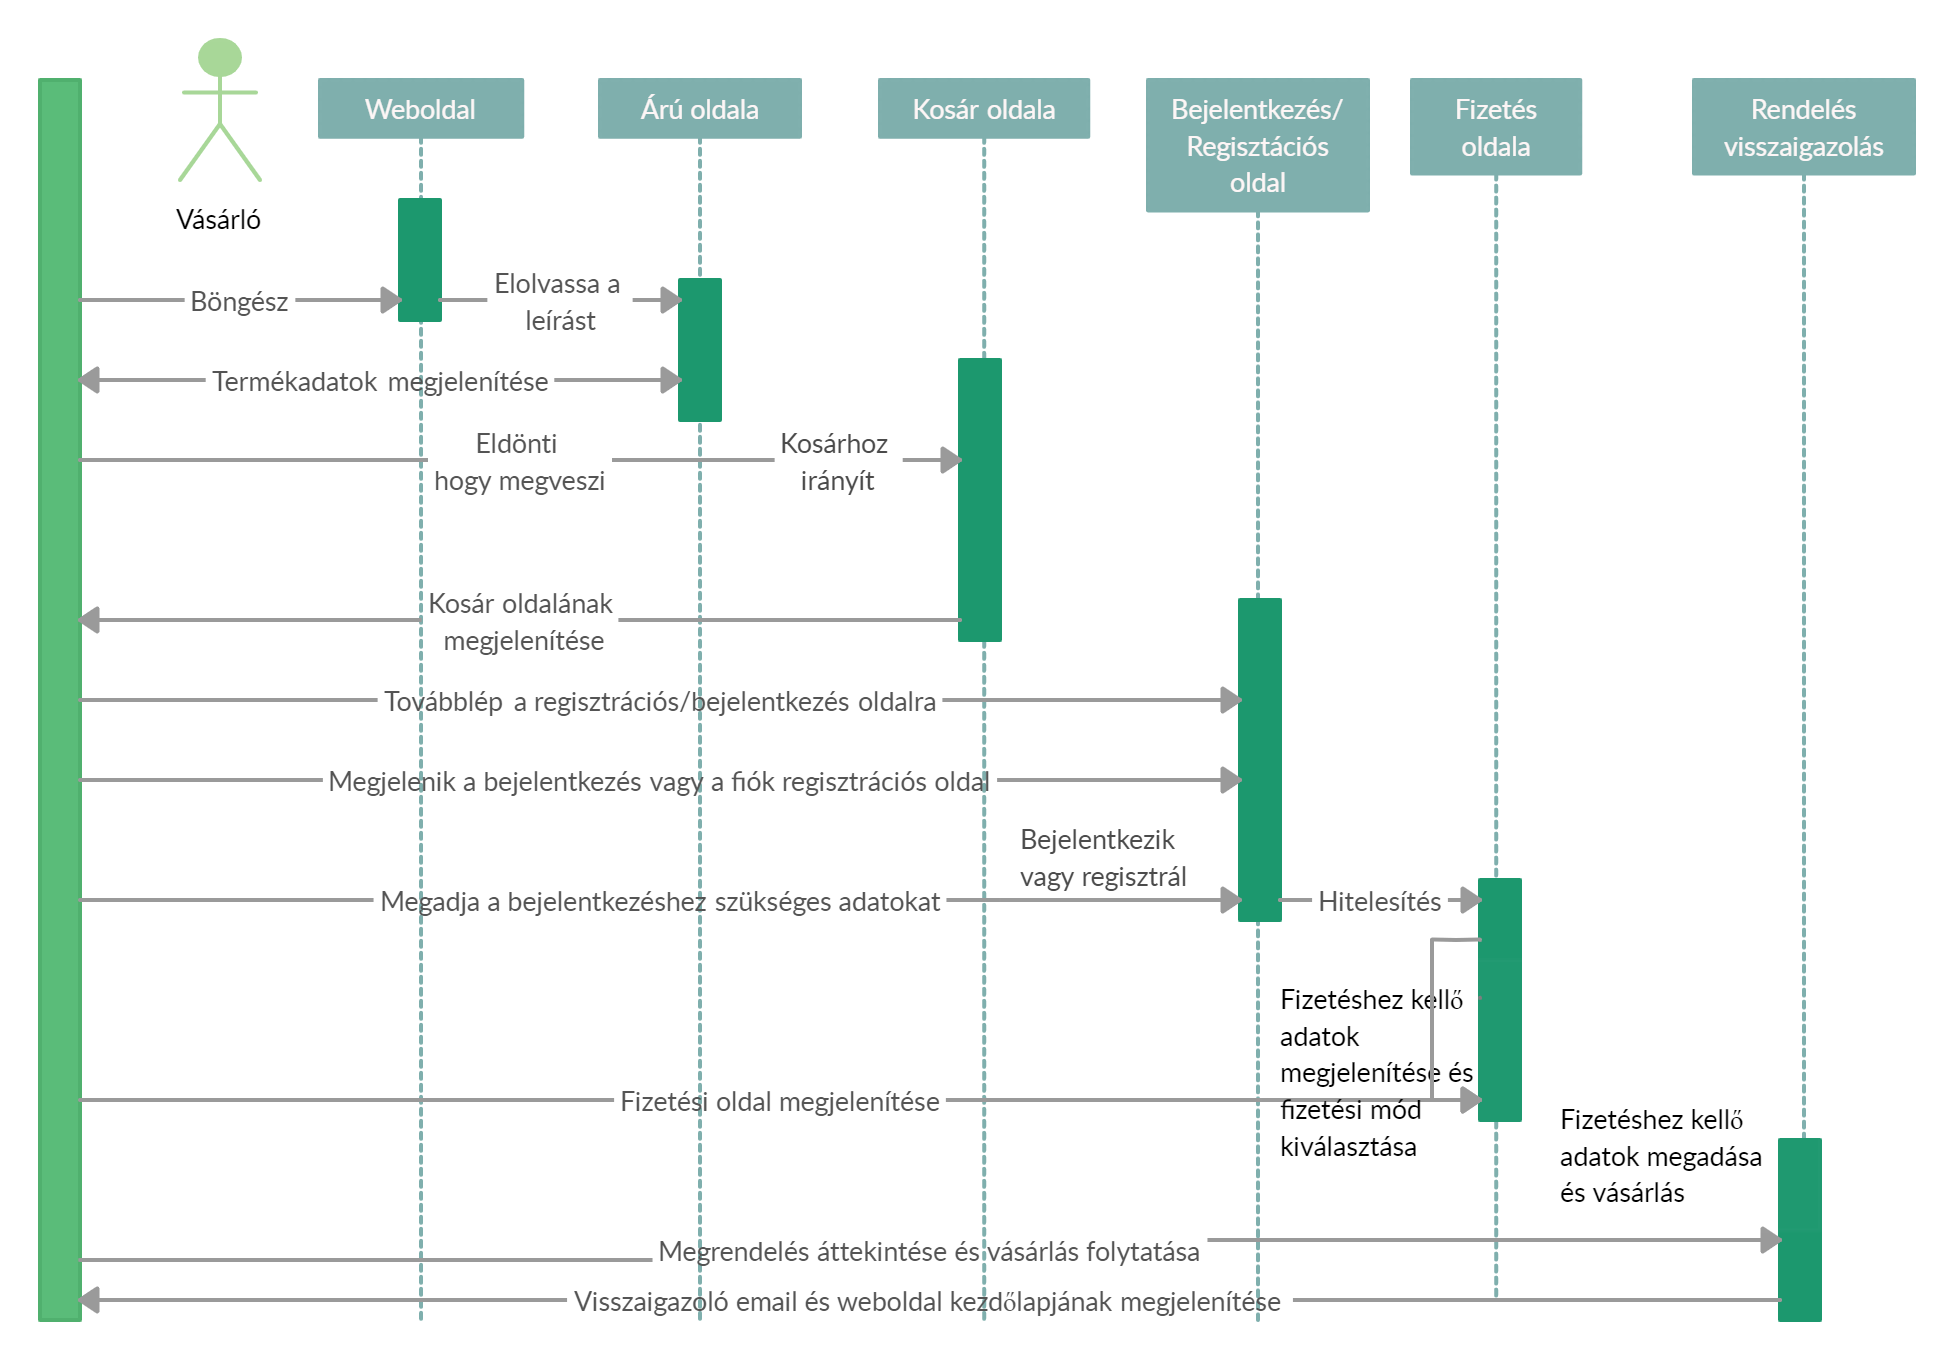 Weboldal
Árú oldala
Kosár oldala
Bejelentkezés/
Regisztációs
oldal
Fizetés
oldala
Rendelés
visszaigazolás
Vásárló
Böngész
Elolvassa a
leírást
Termékadatok megjelenítése
Eldönti
hogy megveszi
Kosárhoz
irányít
Kosár oldalának
megjelenítése
Továbblép a regisztrációs/bejelentkezés oldalra
Megjelenik a bejelentkezés vagy a fiók regisztrációs oldal
Bejelentkezik
vagy regisztrál
Megadja a bejelentkezéshez szükséges adatokat
Hitelesítés
Fizetéshez kellő
adatok
megjelenítése és
fizetési mód
kiválasztása
Fizetési oldal megjelenítése
Fizetéshez kellő
adatok megadása
és vásárlás
Megrendelés áttekintése és vásárlás folytatása
Visszaigazoló email és weboldal kezdőlapjának megjelenítése